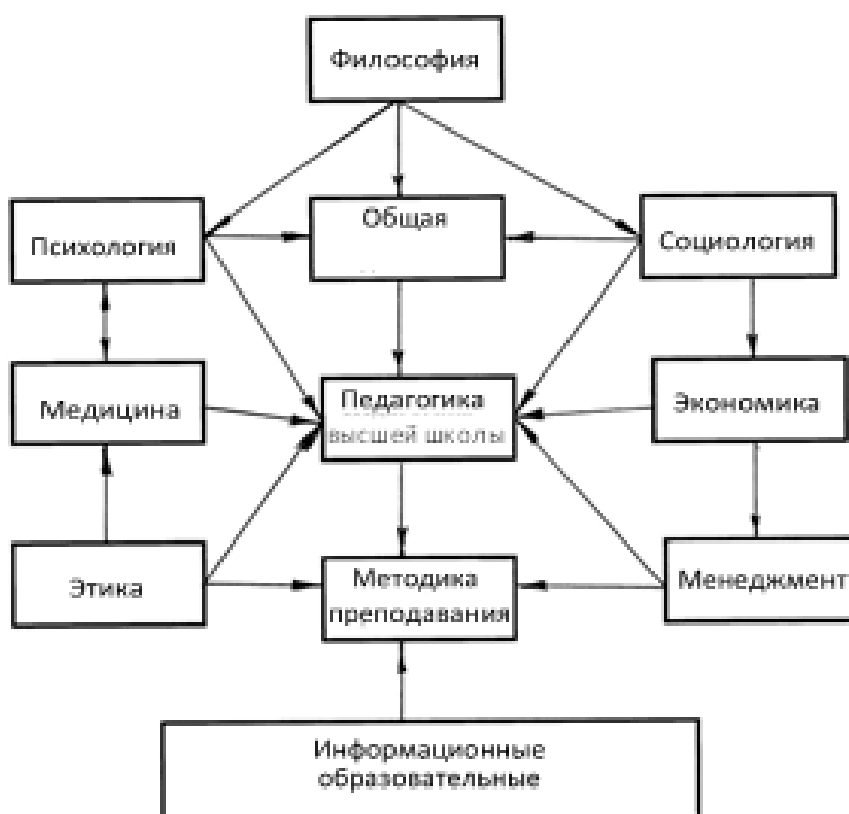 Философия
Психология
Общая
Социология
Медицина
Педагогика
высшей школы
Экономика
Этика
Методика
преподавания
Менеджмент
Информационные
образовательные